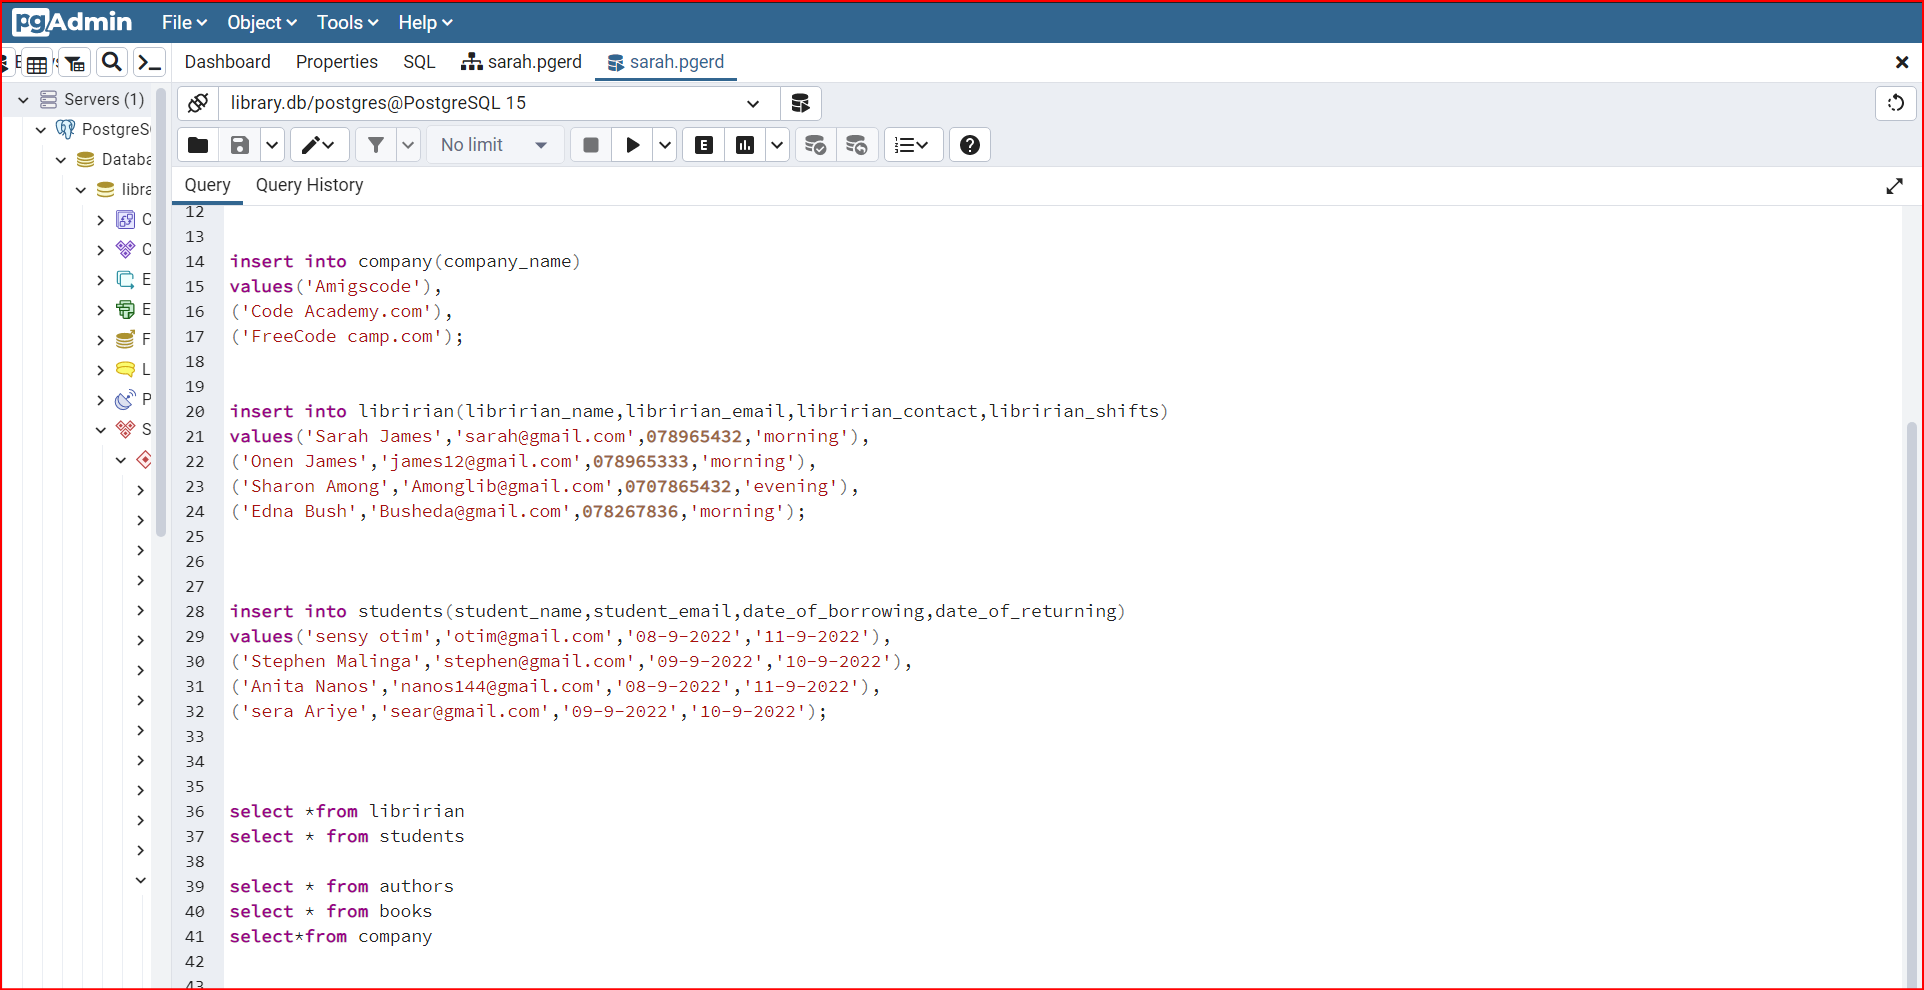 pgAdmin File Object Tools Help
Dashboard Properties SQL sarah.pgerd sarah.pgerd
Servers (1)
library.db/postgres@PostgreSQL 15
PostgreS
No limit
Databa
Query Query History
libra
12
C
13
C
14 insert into company(company_name)
E
15 values('Amigscode'),
E
16 ('Code Academy.com'),
F
17 ('FreeCode camp.com');
L
18
19
P
20 insert into libririan(libririan_name,libririan_email,libririan_contact,libririan_shifts)
S
21 values('Sarah James','sarah@gmail.com',078965432,'morning'),
22 ('Onen James','james12@gmail.com',078965333,'morning'),
23 ('Sharon Among','Amonglib@gmail.com',0707865432,'evening'),
24 ('Edna Bush','Busheda@gmail.com',078267836,'morning');
25
26
27
28 insert into students(student_name,student_email,date_of_borrowing,date_of_returning)
29 values('sensy otim','otim@gmail.com','08-9-2022','11-9-2022'),
30 ('Stephen Malinga','stephen@gmail.com','09-9-2022','10-9-2022'),
31 ('Anita Nanos','nanos144@gmail.com','08-9-2022','11-9-2022'),
32 ('sera Ariye','sear@gmail.com','09-9-2022','10-9-2022');
33
34
35
36 select *from libririan
37 select * from students
38
39 select * from authors
40 select * from books
41 select*from company
42
43